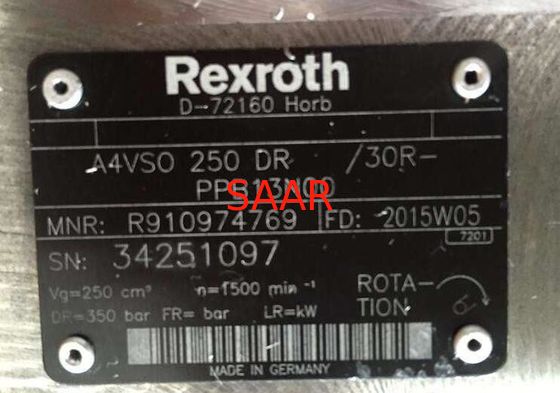 Rexroth
D-72160 Horb
A4VSO 250 DR /30R-
PPB13N00
SAAR
MNR: R910974769 FD: 2015W05
7201
SN: 34251097
Vg=250 cm³ n=1500 min⁻¹
DP=350 bar FR= bar LR=kW
ROTA-
TION
MADE IN GERMANY